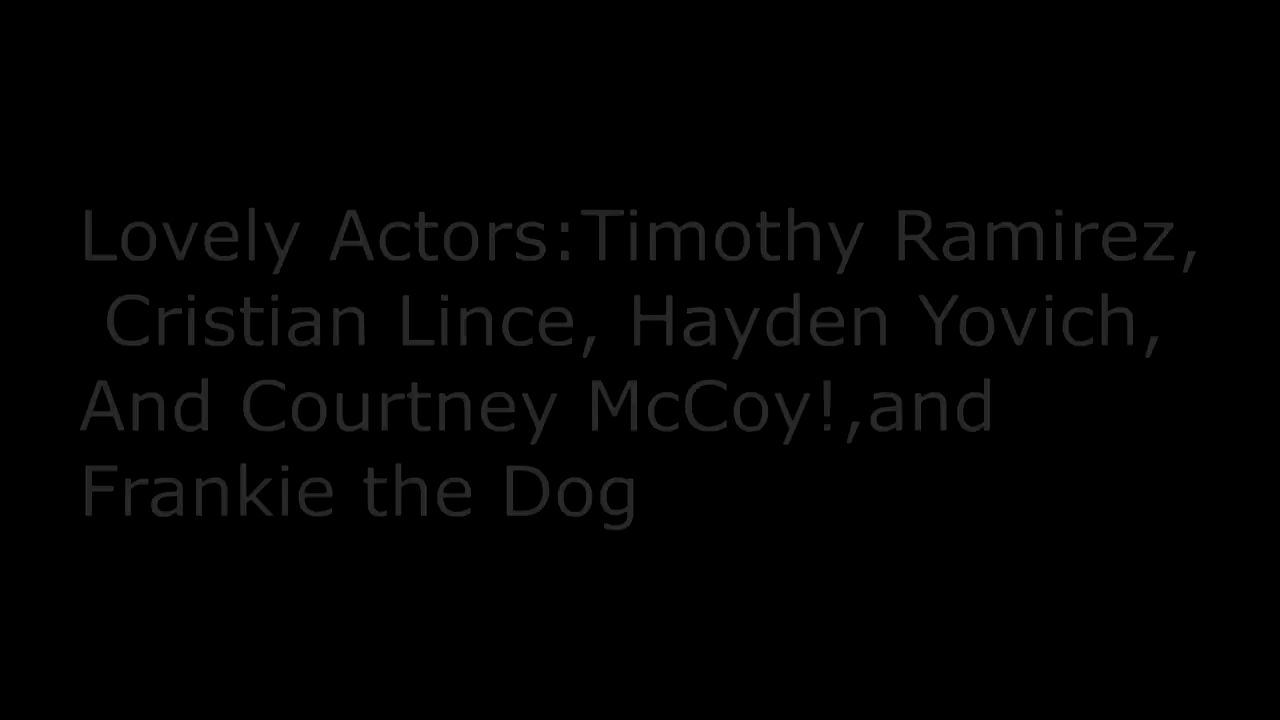 Lovely Actors:Timothy Ramirez,
Cristian Lince, Hayden Yovich,
And Courtney McCoy!,and
Frankie the Dog